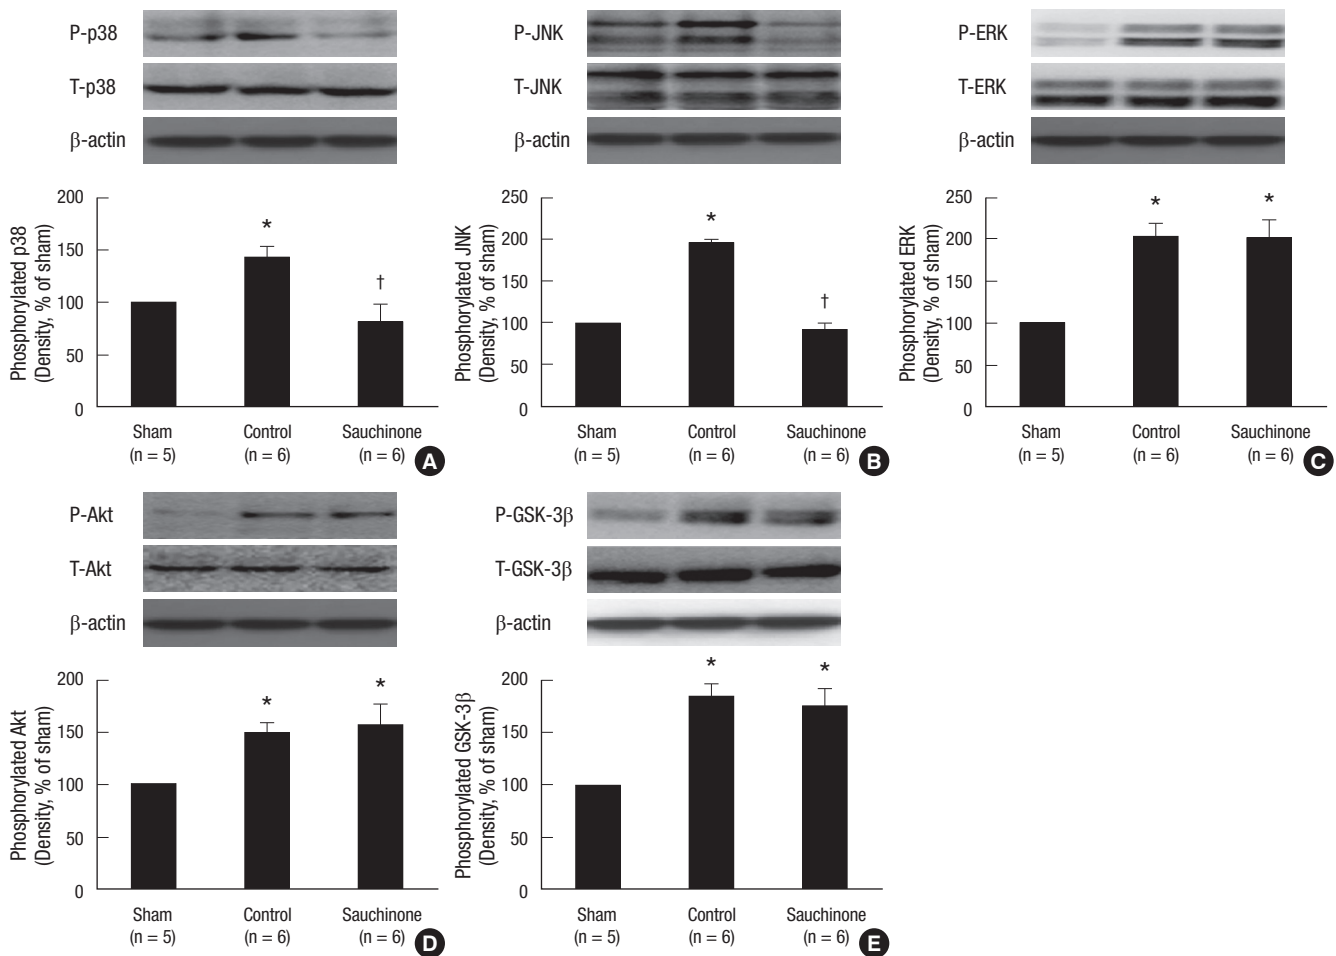 P-p38
T-p38
β-actin
200
150
100
50
0
Phosphorylated p38
(Density, % of sham)
*
†
Sham
(n = 5)
Control
(n = 6)
Sauchinone
(n = 6)
A
P-JNK
T-JNK
β-actin
250
200
150
100
50
0
Phosphorylated JNK
(Density, % of sham)
*
†
Sham
(n = 5)
Control
(n = 6)
Sauchinone
(n = 6)
B
P-ERK
T-ERK
β-actin
250
200
150
100
50
0
Phosphorylated ERK
(Density, % of sham)
*
*
Sham
(n = 5)
Control
(n = 6)
Sauchinone
(n = 6)
C
P-Akt
T-Akt
β-actin
200
150
100
50
0
Phosphorylated Akt
(Density, % of sham)
*
*
Sham
(n = 5)
Control
(n = 6)
Sauchinone
(n = 6)
D
P-GSK-3β
T-GSK-3β
β-actin
200
150
100
50
0
Phosphorylated GSK-3β
(Density, % of sham)
*
*
Sham
(n = 5)
Control
(n = 6)
Sauchinone
(n = 6)
E